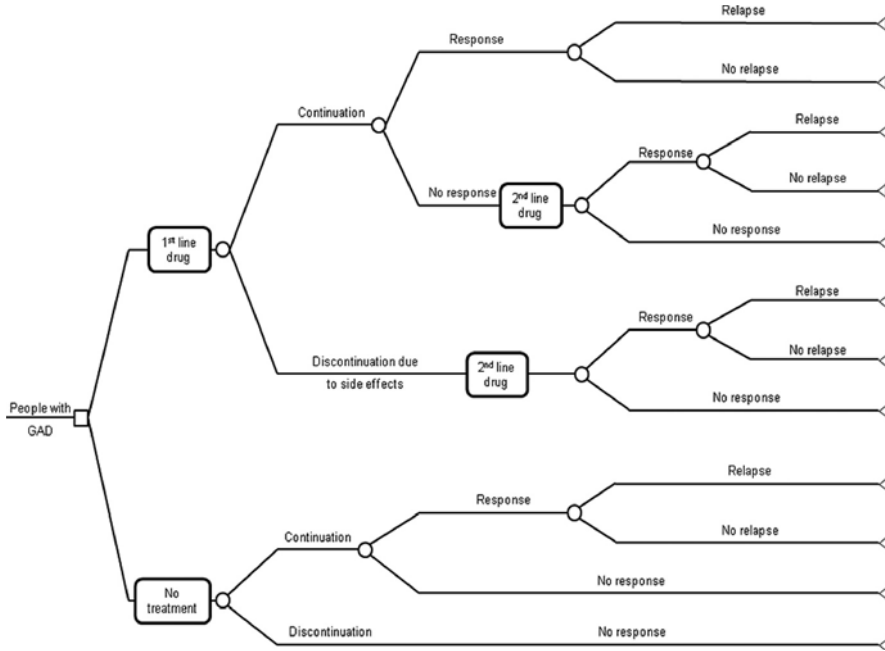 Relapse
Response
No relapse
Continuation
Relapse
Response
No relapse
No response
2nd line
drug
No response
1st line
drug
Relapse
Response
No relapse
Discontinuation due
to side effects
2nd line
drug
No response
People with
GAD
Relapse
Response
No relapse
Continuation
No response
No
treatment
Discontinuation
No response